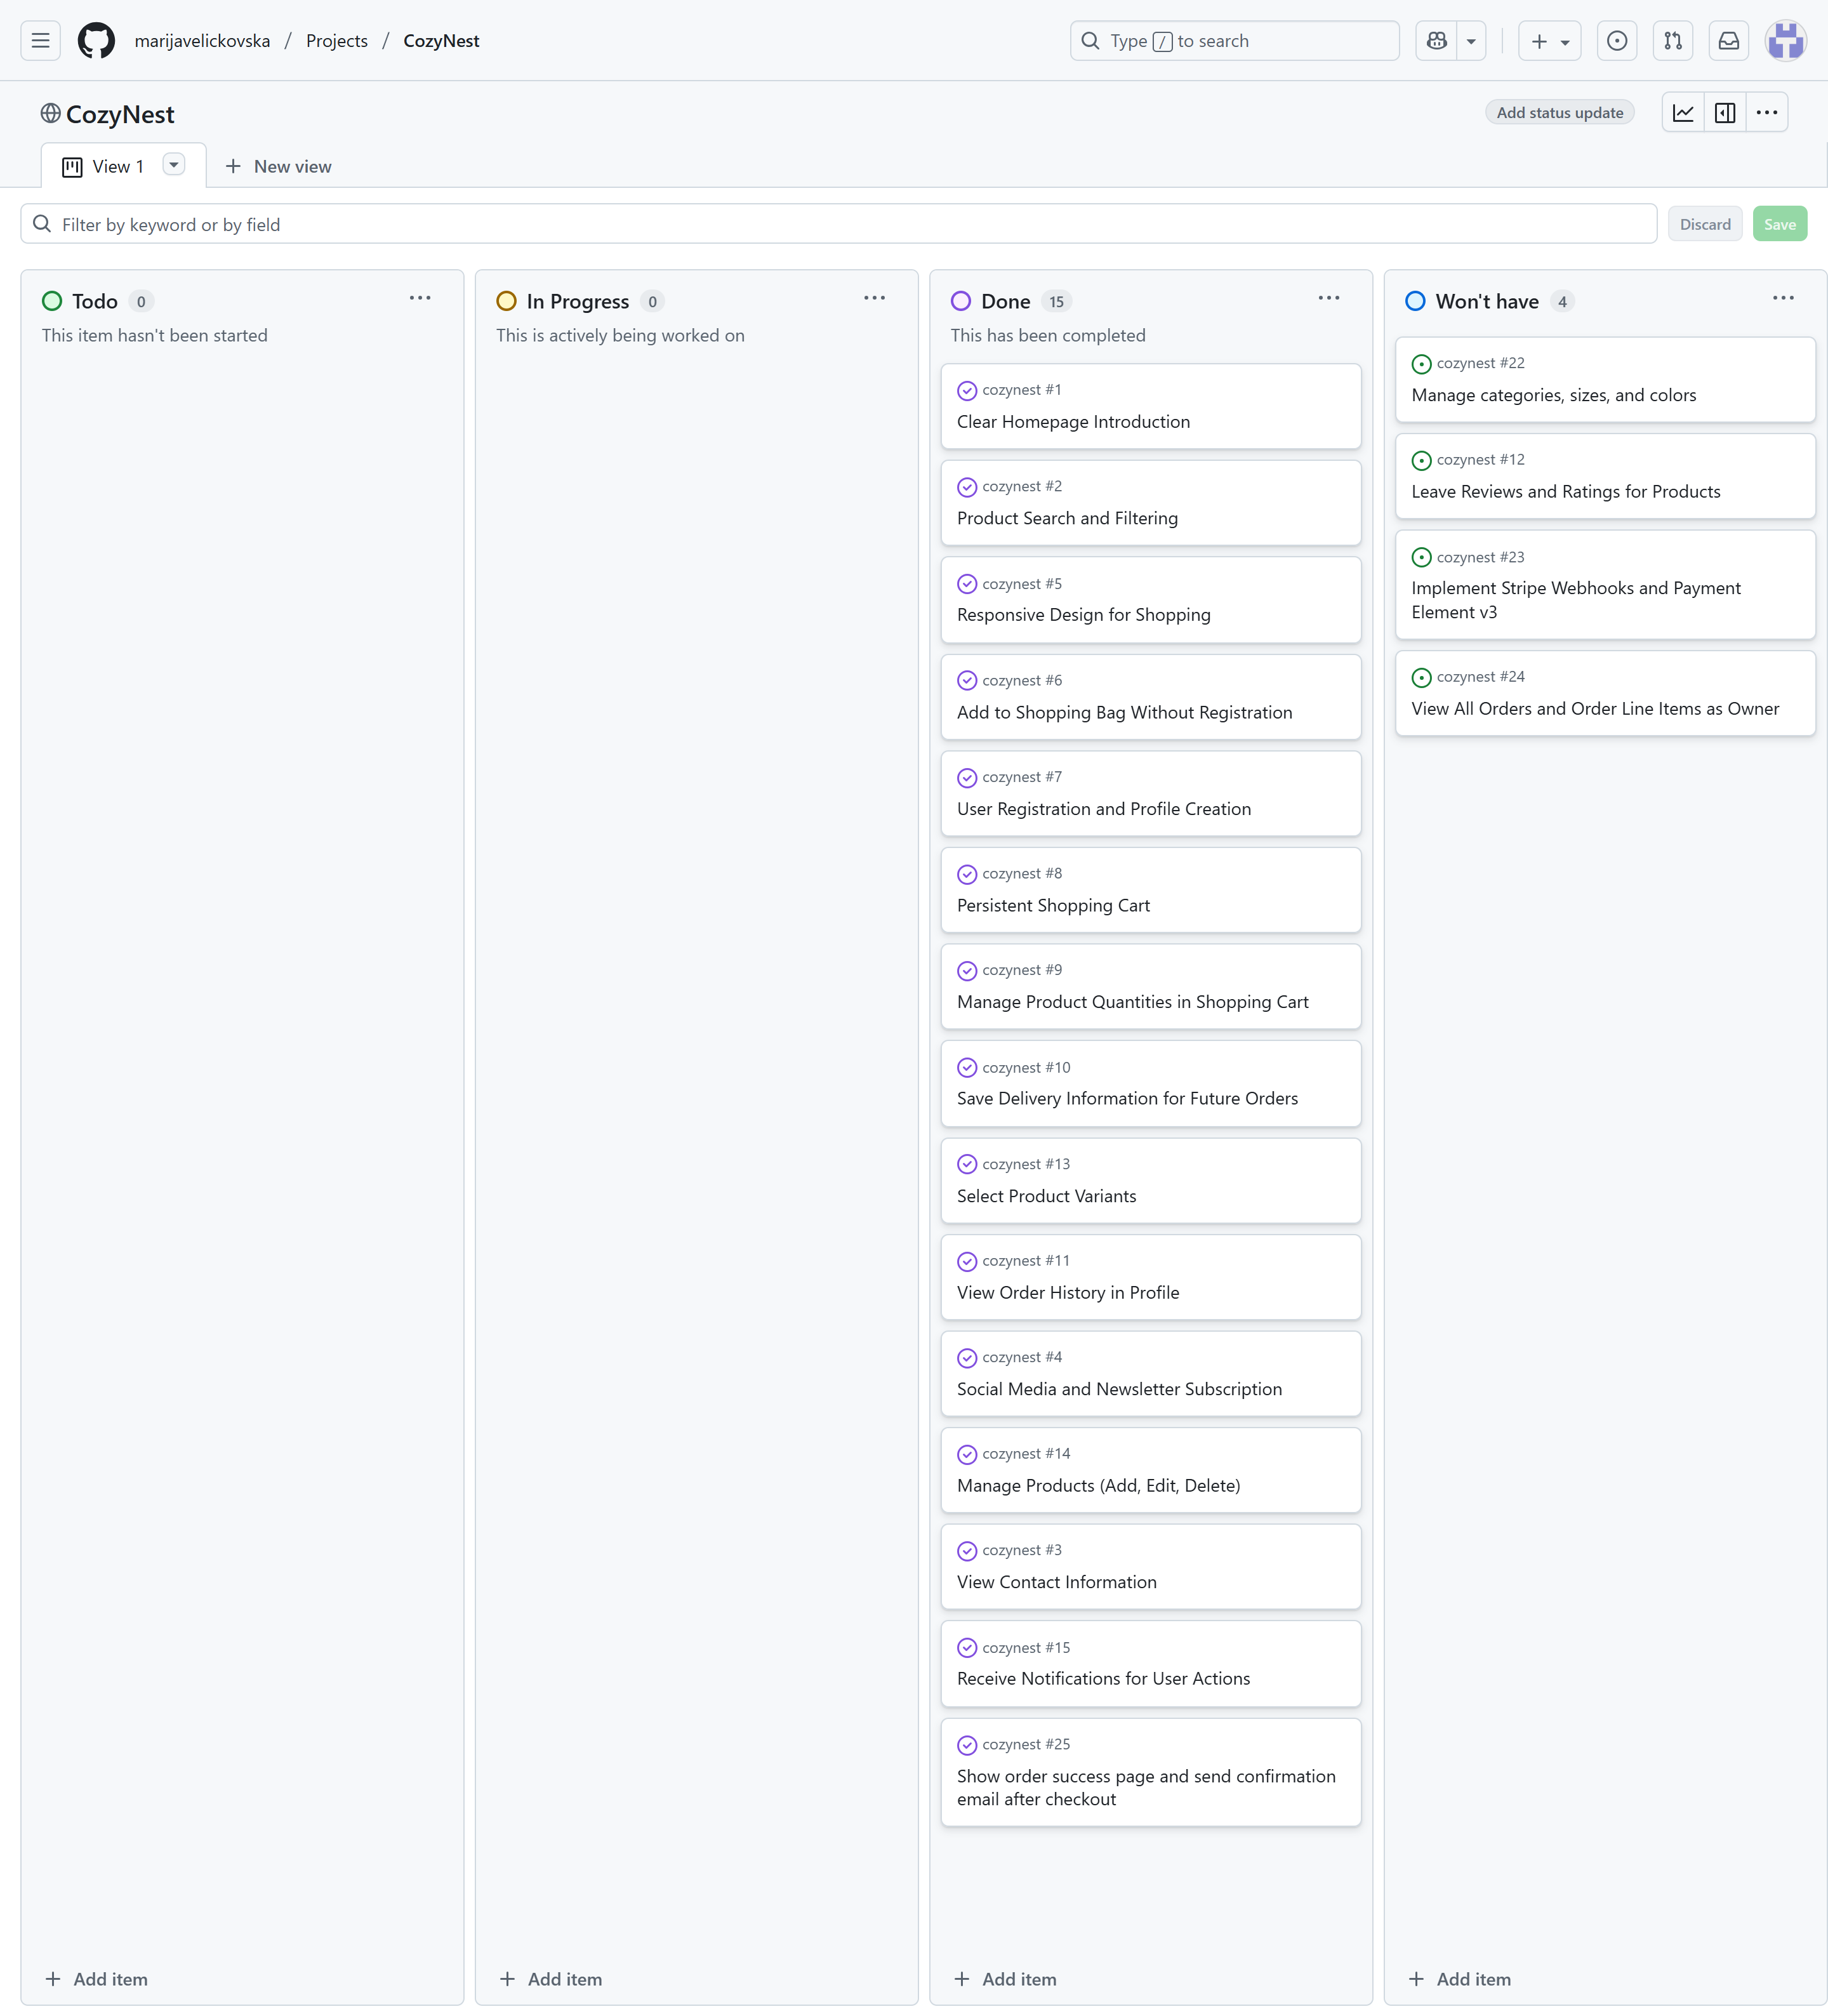 marijavelickovska / Projects / CozyNest
Type / to search
CozyNest
Add status update
View 1
New view
Filter by keyword or by field
Discard
Save
Todo 0
This item hasn't been started
Add item
In Progress 0
This is actively being worked on
Add item
Done 15
This has been completed
cozynest #1
Clear Homepage Introduction
cozynest #2
Product Search and Filtering
cozynest #5
Responsive Design for Shopping
cozynest #6
Add to Shopping Bag Without Registration
cozynest #7
User Registration and Profile Creation
cozynest #8
Persistent Shopping Cart
cozynest #9
Manage Product Quantities in Shopping Cart
cozynest #10
Save Delivery Information for Future Orders
cozynest #13
Select Product Variants
cozynest #11
View Order History in Profile
cozynest #4
Social Media and Newsletter Subscription
cozynest #14
Manage Products (Add, Edit, Delete)
cozynest #3
View Contact Information
cozynest #15
Receive Notifications for User Actions
cozynest #25
Show order success page and send confirmation
email after checkout
Add item
Won't have 4
cozynest #22
Manage categories, sizes, and colors
cozynest #12
Leave Reviews and Ratings for Products
cozynest #23
Implement Stripe Webhooks and Payment
Element v3
cozynest #24
View All Orders and Order Line Items as Owner
Add item